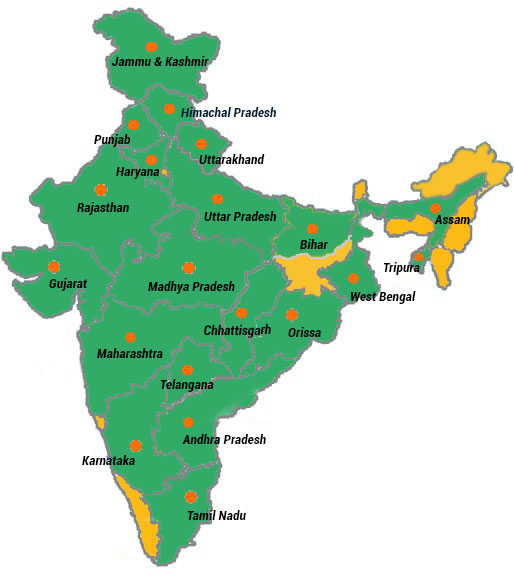 Jammu & Kashmir
Himachal Pradesh
Punjab
Uttarakhand
Haryana
Rajasthan
Uttar Pradesh
Assam
Bihar
Tripura
Gujarat
Madhya Pradesh
West Bengal
Chhattisgarh
Orissa
Maharashtra
Telangana
Andhra Pradesh
Karnataka
Tamil Nadu